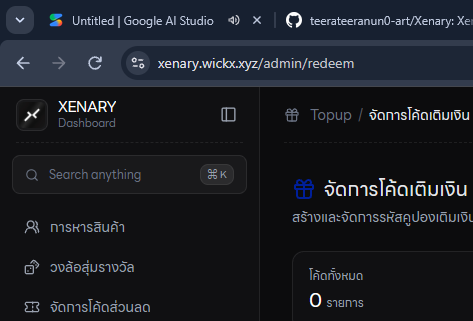 Untitled | Google AI Studio
teerateeranun0-art/Xenary: Xe
xenary.wickx.xyz/admin/redeem
XENARY
Dashboard
Topup / จัดการโค้ดเติมเงิน
Search anything
⌘ K
จัดการโค้ดเติมเงิน
สร้างและจัดการรหัสคูปองเติมเงิน
การหารสินค้า
วงล้อสุ่มรางวัล
โค้ดทั้งหมด
0 รายการ
จัดการโค้ดส่วนลด